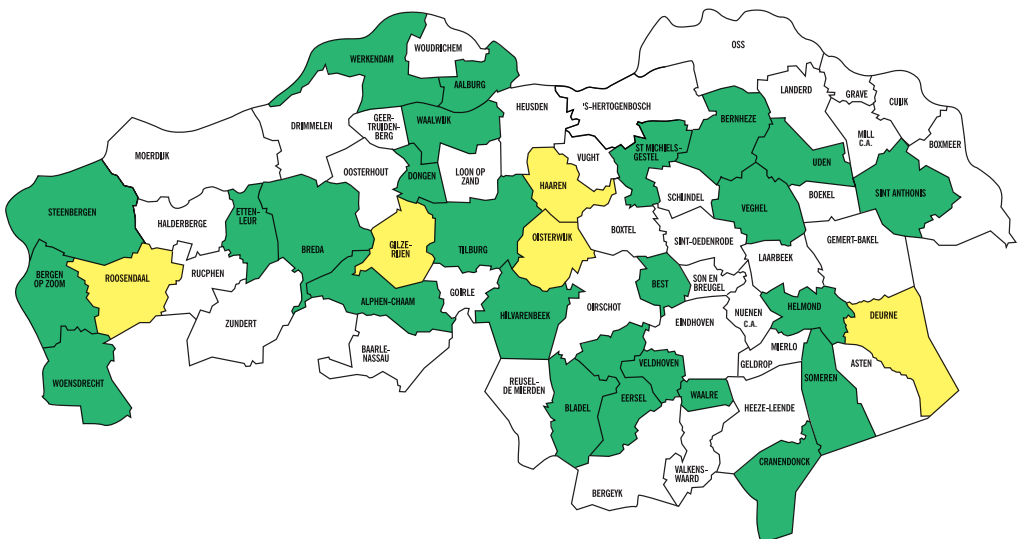 WOUDRICHEM
OSS
WERKENDAM
AALBURG
LANDERD
GRAVE
CUIJK
HEUSDEN
'S-HERTOGENBOSCH
DRIMMELEN
GEER-
TRUIDEN-
BERG
WAALWIJK
BERNHEZE
MILL
C.A.
BOXMEER
MOERDIJK
ST MICHIELS-
GESTEL
VUGHT
UDEN
OOSTERHOUT
DONGEN
LOON OP
ZAND
HAAREN
SCHIJNDEL
BOEKEL
SINT ANTHONIS
STEENBERGEN
HALDERBERGE
ETTEN-
LEUR
VEGHEL
BREDA
GILZE-
RIJEN
TILBURG
OISTERWIJK
BOXTEL
SINT-OEDENRODE
GEMERT-BAKEL
BERGEN
OP ZOOM
ROOSENDAAL
RUCPHEN
LAARBEEK
ALPHEN-CHAAM
GOIRLE
BEST
SON EN
BREUGEL
OIRSCHOT
HILVARENBEEK
ZUNDERT
EINDHOVEN
NUENEN
C.A.
HELMOND
DEURNE
BAARLE-
NASSAU
MIERLO
GELDROP
VELDHOVEN
ASTEN
WOENSDRECHT
REUSEL-
DE MIERDEN
SOMEREN
WAALRE
EERSEL
BLADEL
HEEZE-LEENDE
CRANENDONCK
VALKENS-
WAARD
BERGEYK